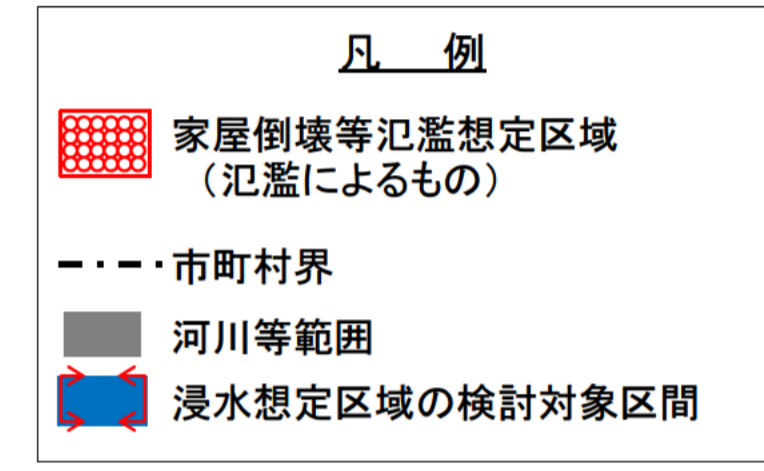 凡 例
家屋倒壊等氾濫想定区域
（氾濫によるもの）
市町村界
河川等範囲
浸水想定区域の検討対象区間